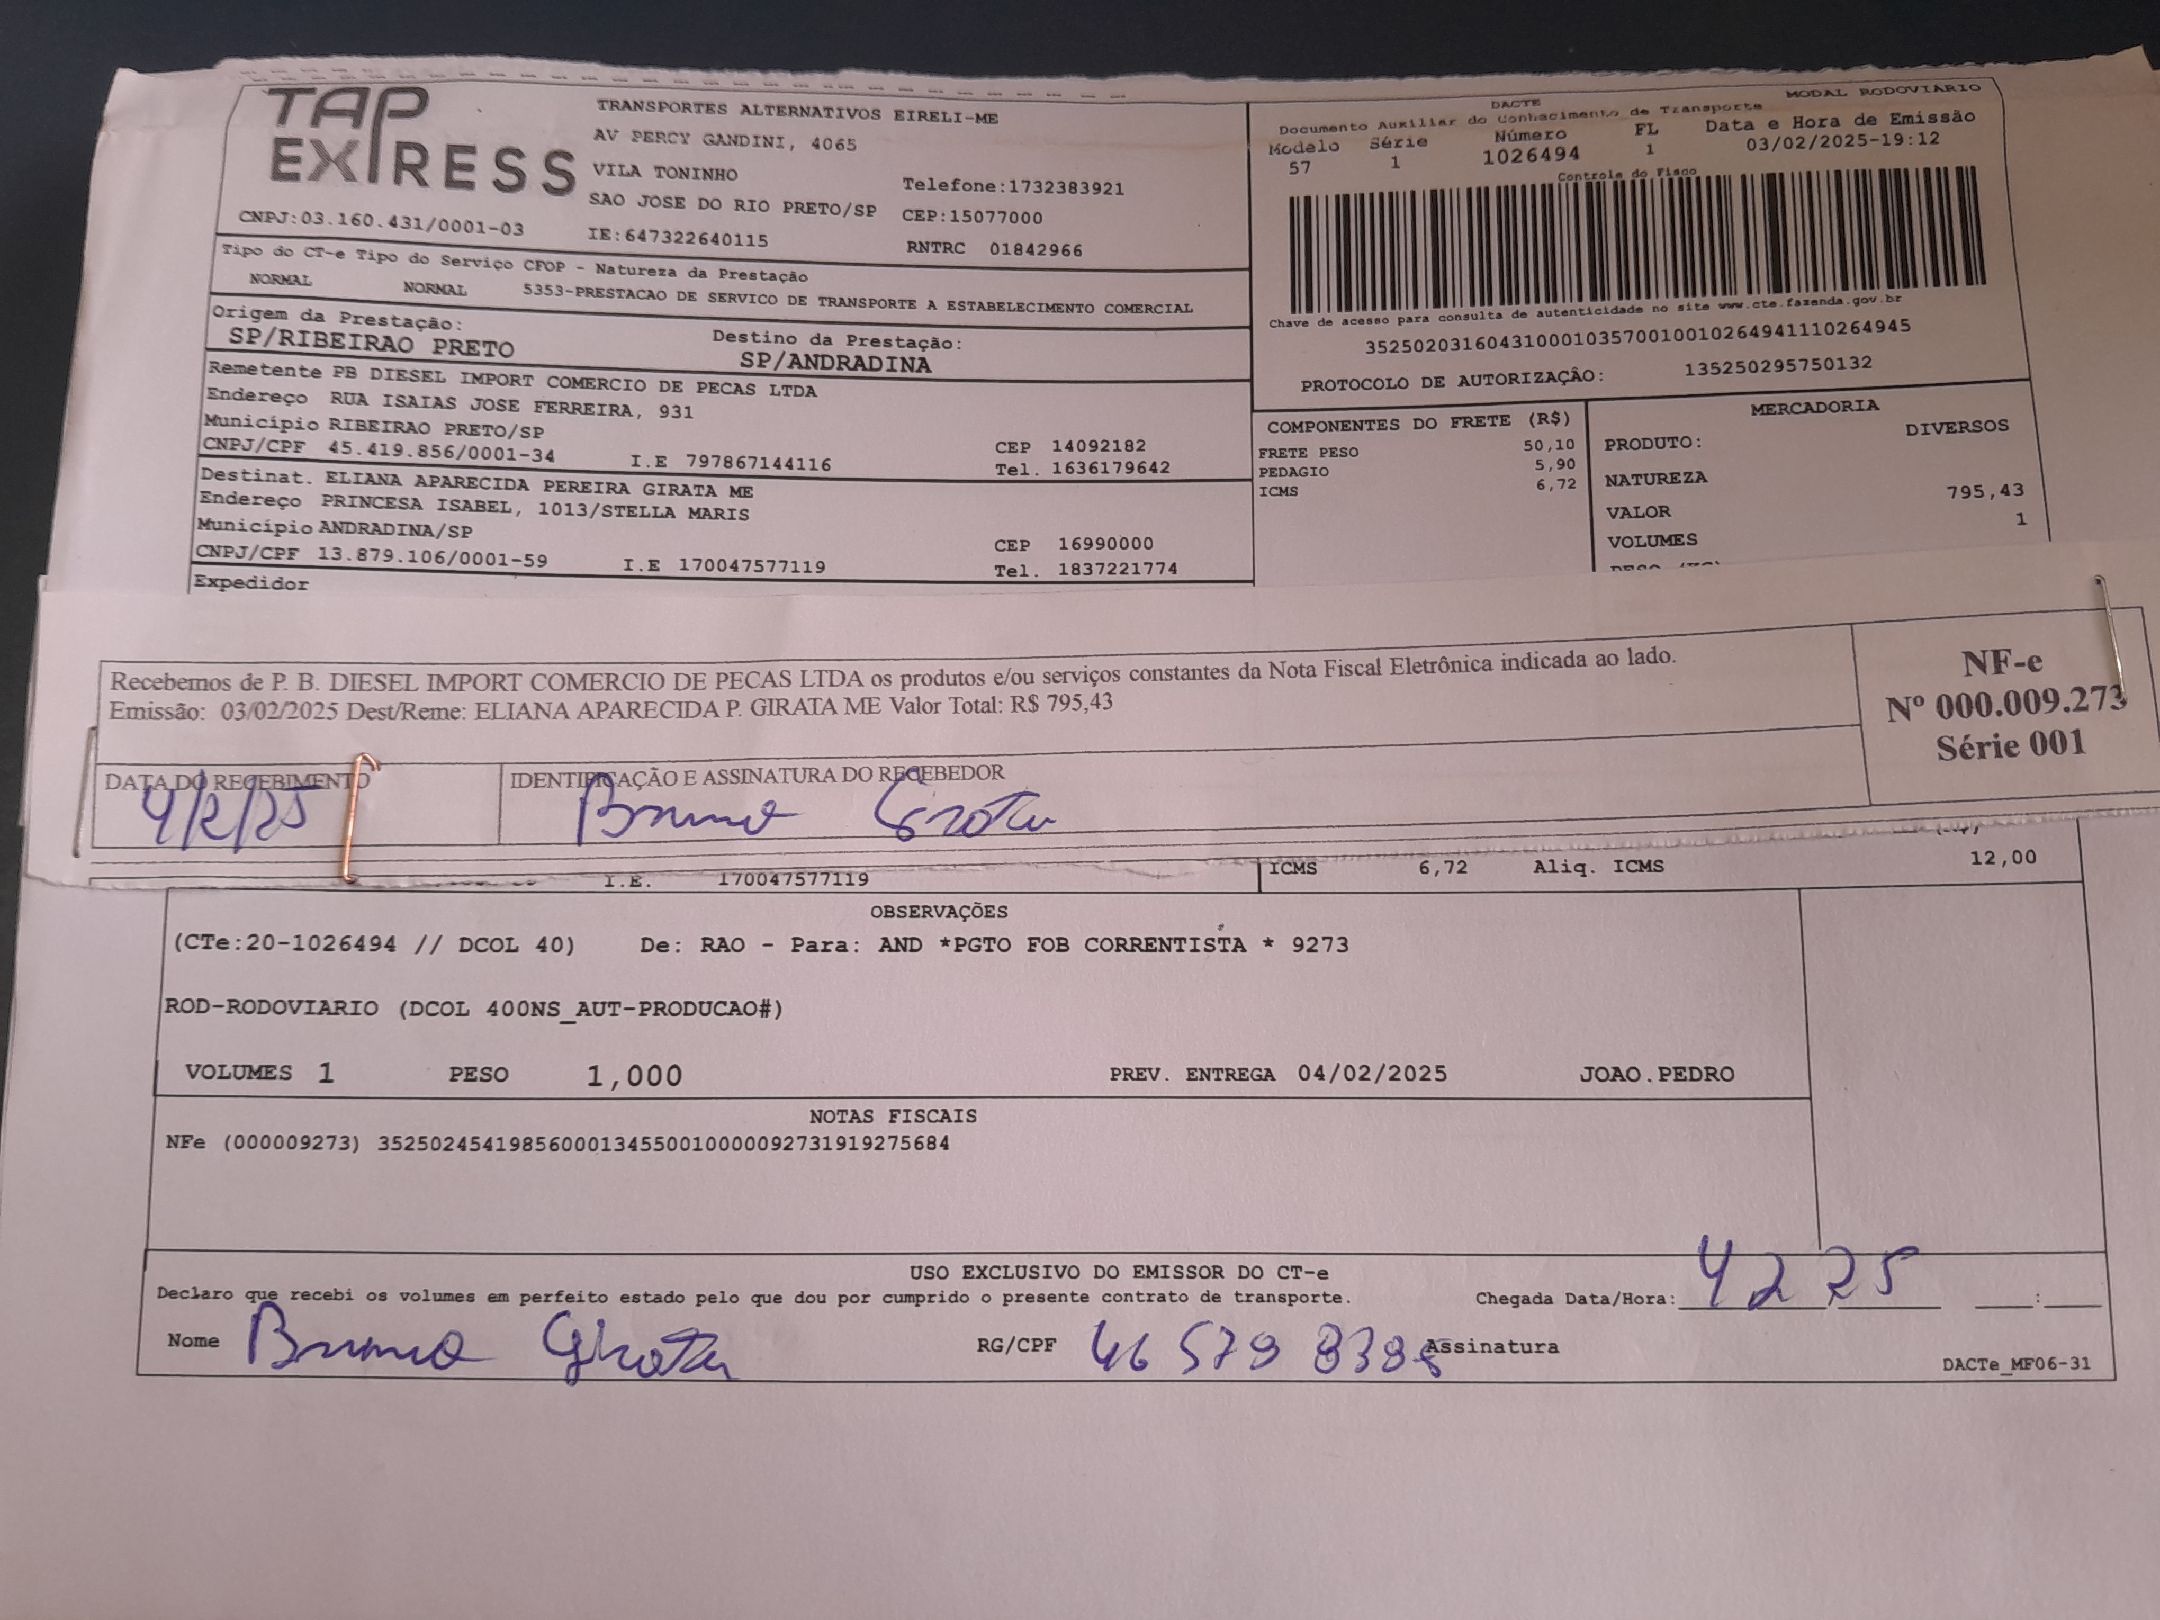 TAP EXPRESS
TRANSPORTES ALTERNATIVOS EIRELI-ME
AV PERCY GANDINI, 4065
VILA TONINHO
Telefone:1732383921
SAO JOSE DO RIO PRETO/SP CEP:15077000
CNPJ:03.160.431/0001-03 IE:647322640115 RNTRC 01842966
Tipo do CT-e Tipo do Serviço CFOP - Natureza da Prestação
NORMAL NORMAL 5353-PRESTACAO DE SERVICO DE TRANSPORTE A ESTABELECIMENTO COMERCIAL
Origem da Prestação: Destino da Prestação:
SP/RIBEIRAO PRETO SP/ANDRADINA
Remetente PB DIESEL IMPORT COMERCIO DE PECAS LTDA
Endereço RUA ISAIAS JOSE FERREIRA, 931
Município RIBEIRAO PRETO/SP CEP 14092182
CNPJ/CPF 45.419.856/0001-34 I.E 797867144116 Tel. 1636179642
Destinat. ELIANA APARECIDA PEREIRA GIRATA ME
Endereço PRINCESA ISABEL, 1013/STELLA MARIS
Município ANDRADINA/SP CEP 16990000
CNPJ/CPF 13.879.106/0001-59 I.E 170047577119 Tel. 1837221774
Expedidor
DACTE MODAL RODOVIARIO
Documento Auxiliar do Conhecimento de Transporte
Modelo Série Número FL Data e Hora de Emissão
57 1 1026494 1 03/02/2025-19:12
Controle do Fisco
Chave de acesso para consulta de autenticidade no site www.cte.fazenda.gov.br
35250203160431000103570010010264941110264945
PROTOCOLO DE AUTORIZAÇÃO: 135250295750132
COMPONENTES DO FRETE (R$)
FRETE PESO 50,10
PEDAGIO 5,90
ICMS 6,72
MERCADORIA
PRODUTO: DIVERSOS
NATUREZA
VALOR 795,43
VOLUMES 1
Recebemos de P. B. DIESEL IMPORT COMERCIO DE PECAS LTDA os produtos e/ou serviços constantes da Nota Fiscal Eletrônica indicada ao lado.
Emissão: 03/02/2025 Dest/Reme: ELIANA APARECIDA P. GIRATA ME Valor Total: R$ 795,43
NF-e
Nº 000.009.273
Série 001
DATA DO RECEBIMENTO IDENTIFICAÇÃO E ASSINATURA DO RECEBEDOR
4/2/25 Bruno Girata
I.E. 170047577119 ICMS 6,72 Aliq. ICMS 12,00
OBSERVAÇÕES
(CTe:20-1026494 // DCOL 40) De: RAO - Para: AND *PGTO FOB CORRENTISTA * 9273
ROD-RODOVIARIO (DCOL 400NS_AUT-PRODUCAO#)
VOLUMES 1 PESO 1,000 PREV. ENTREGA 04/02/2025 JOAO.PEDRO
NOTAS FISCAIS
NFe (000009273) 35250245419856000134550010000092731919275684
USO EXCLUSIVO DO EMISSOR DO CT-e
Declaro que recebi os volumes em perfeito estado pelo que dou por cumprido o presente contrato de transporte. Chegada Data/Hora: 4 2 25 :
Nome Bruno Girata RG/CPF 46 579 Assinatura
DACTe_MF06-31